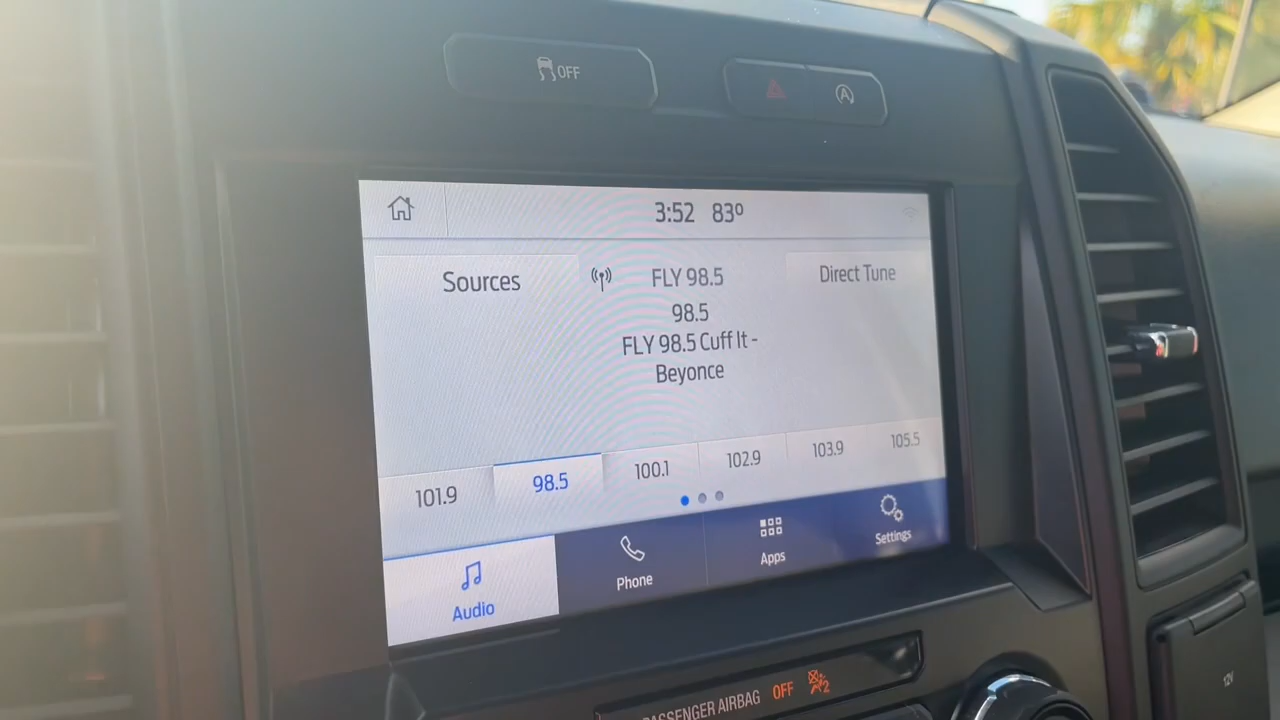 OFF
3:52 83°
Sources
FLY 98.5
Direct Tune
98.5
FLY 98.5 Cuff It -
Beyonce
101.9 98.5 100.1 102.9 103.9 105.5
Audio Phone Apps Settings
PASSENGER AIRBAG OFF 2
12V